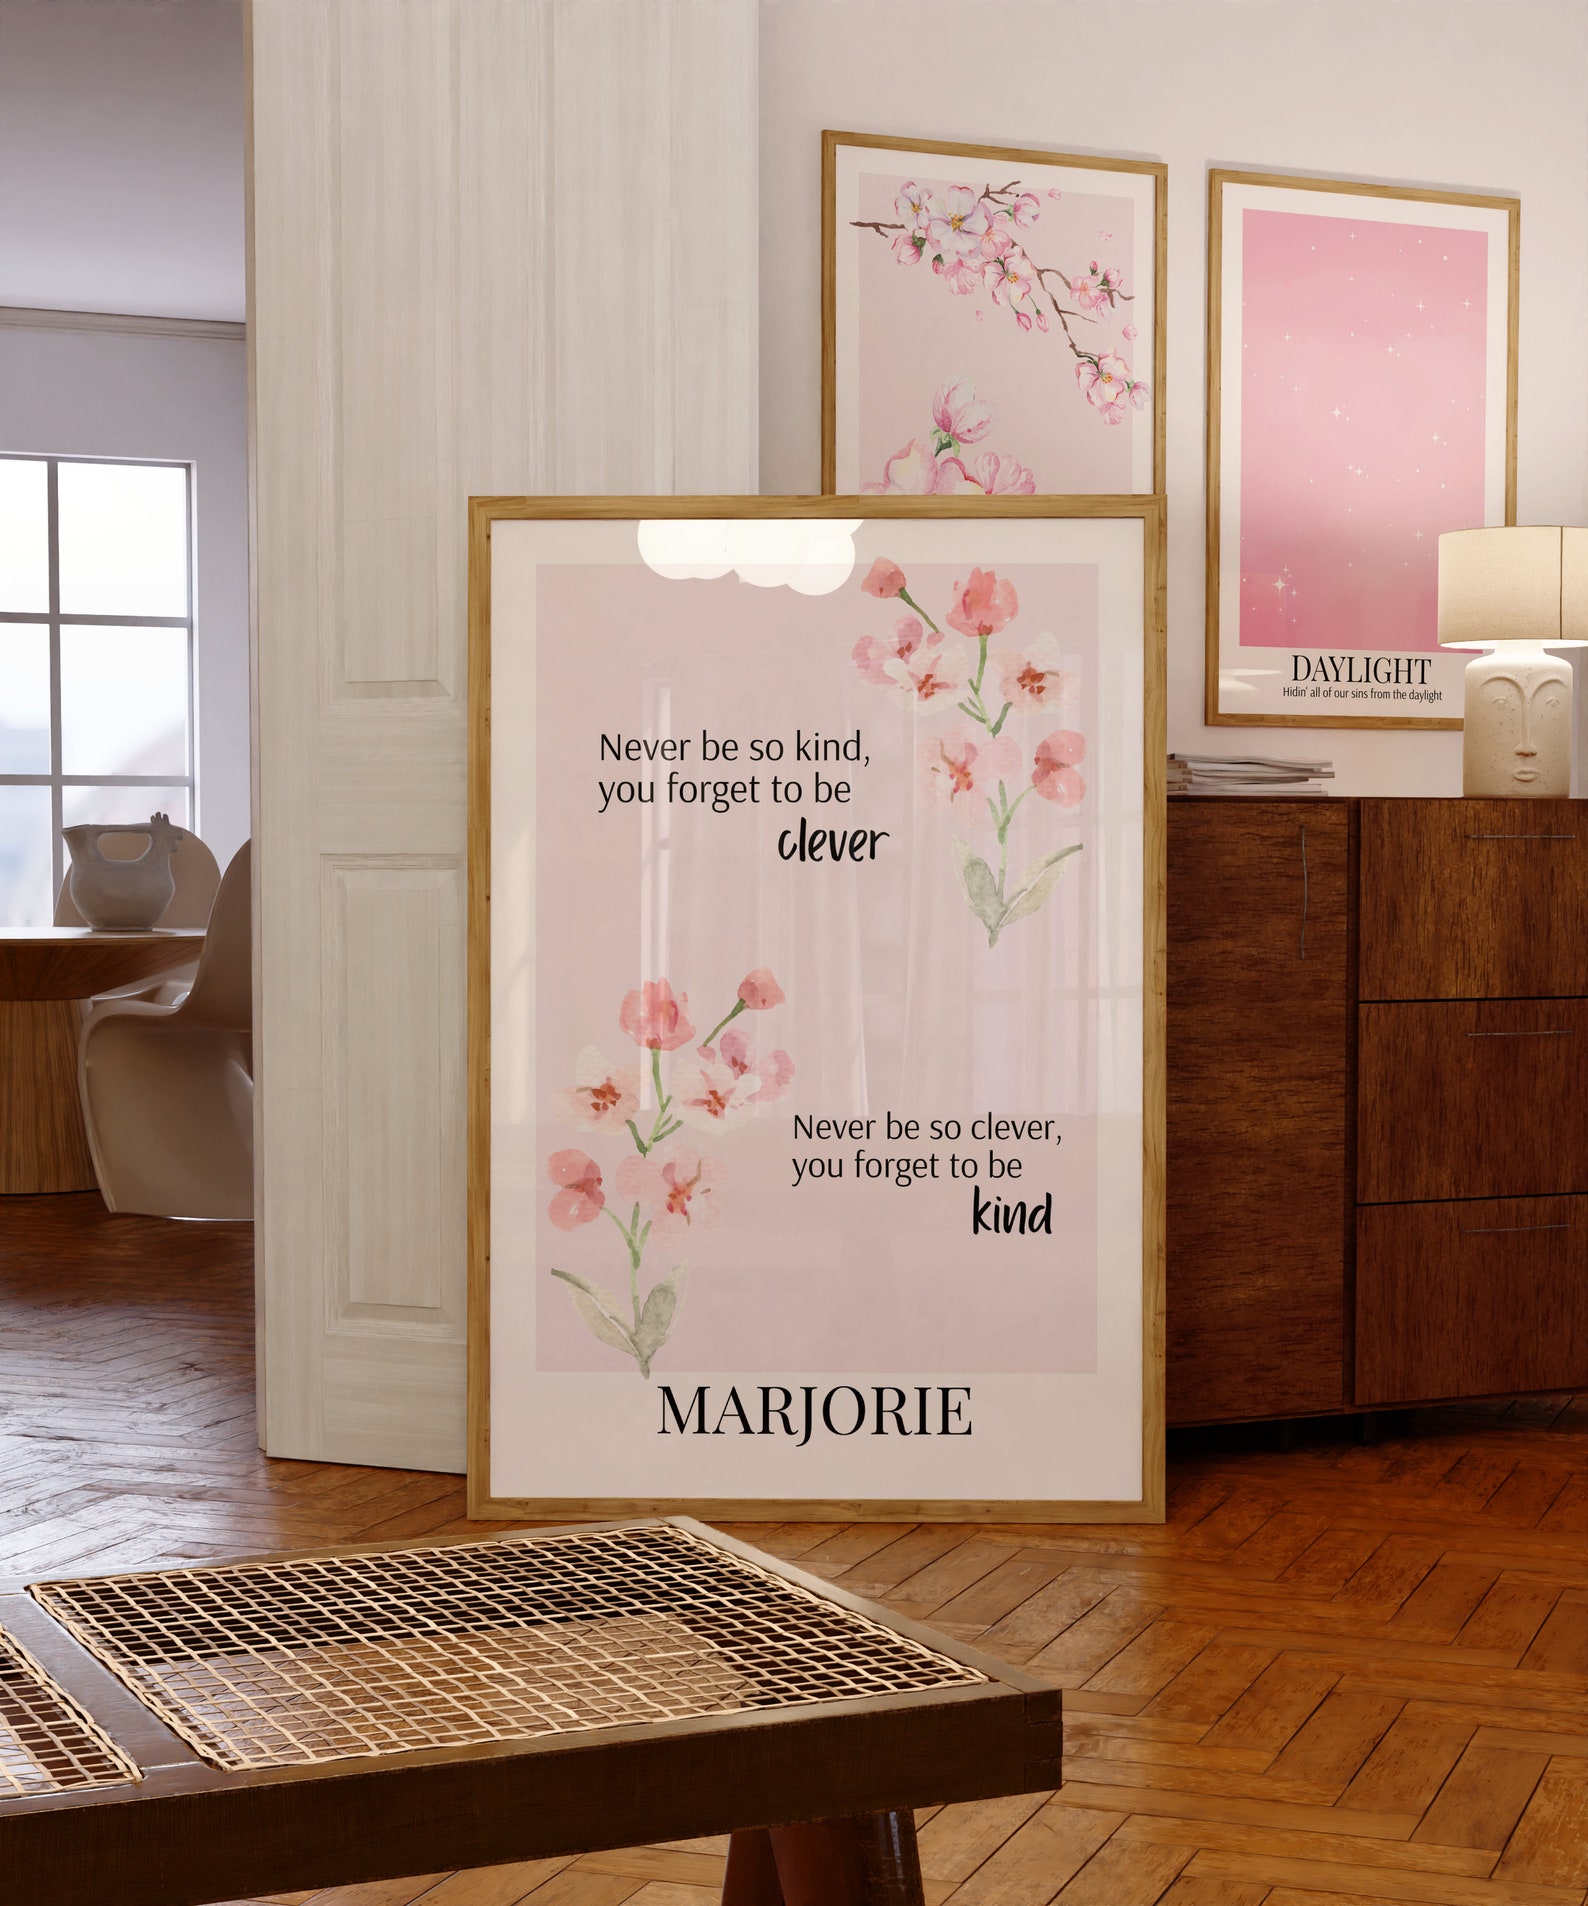 DAYLIGHT
Hidin' all of our sins from the daylight
Never be so kind,
you forget to be
clever
Never be so clever,
you forget to be
kind
MARJORIE